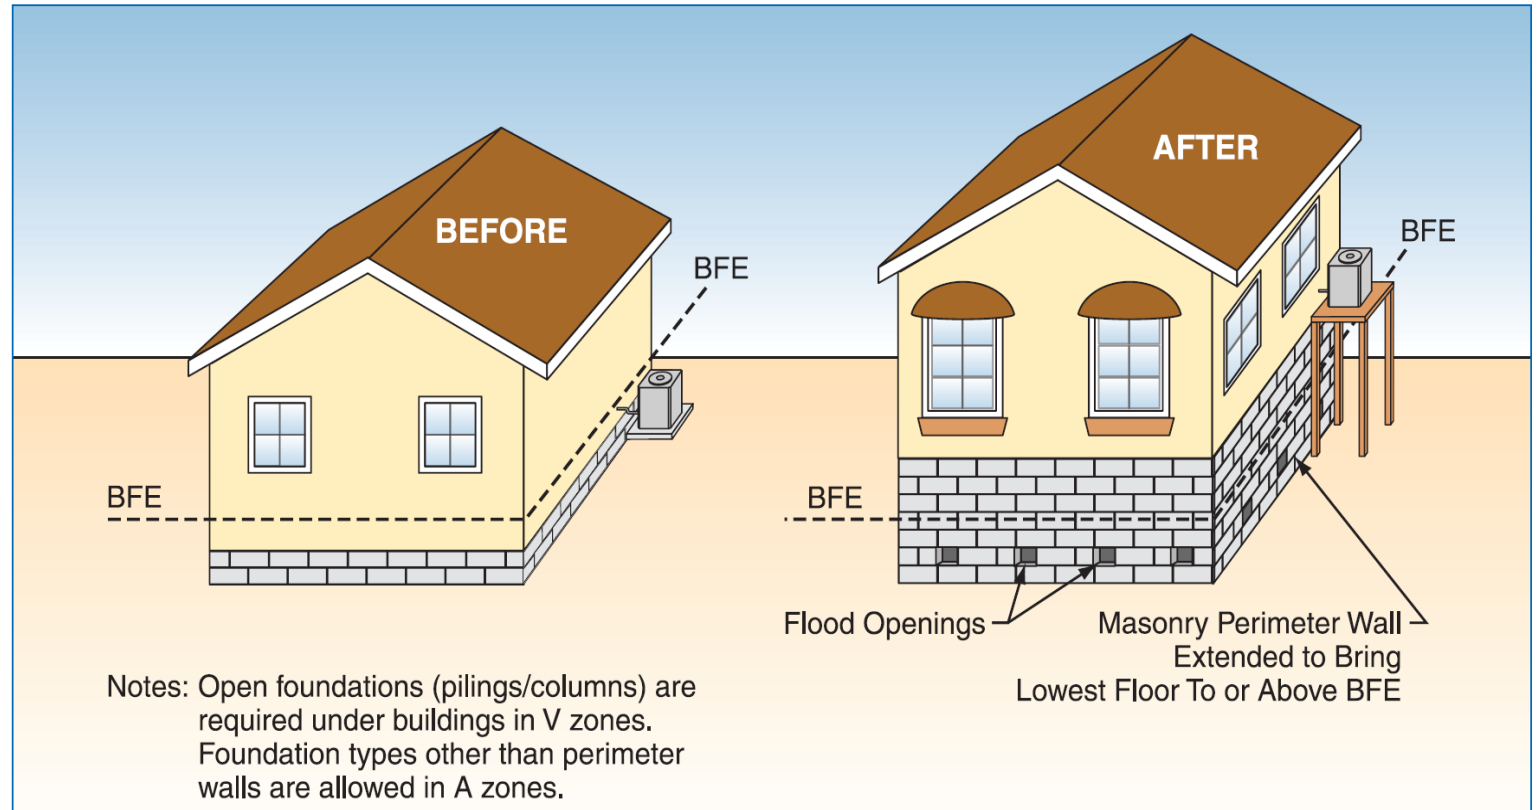 BEFORE
BFE
BFE
AFTER
BFE
BFE
Flood Openings
Masonry Perimeter Wall
Extended to Bring
Lowest Floor To or Above BFE
Notes: Open foundations (pilings/columns) are
required under buildings in V zones.
Foundation types other than perimeter
walls are allowed in A zones.